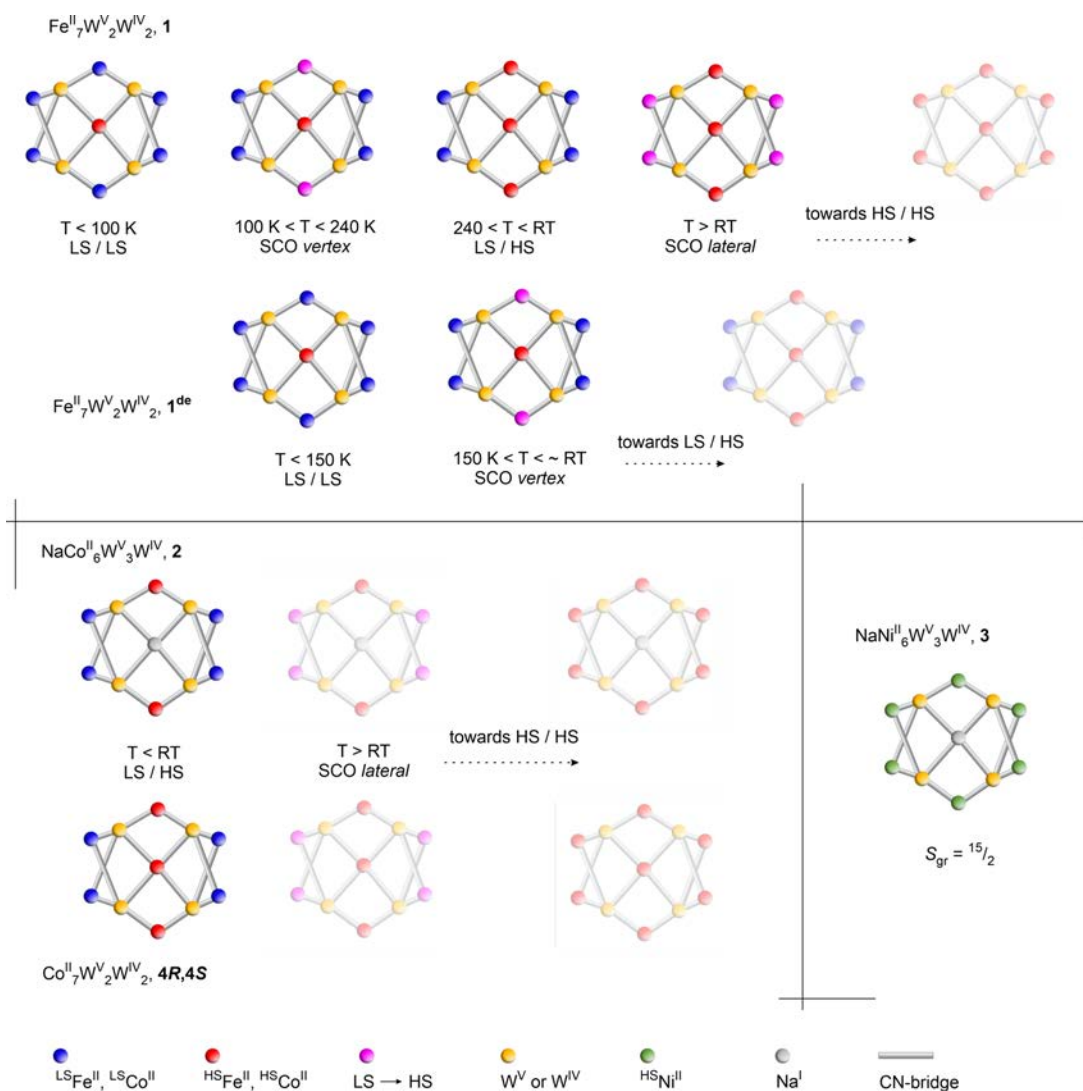 Fe^II_7W^V_2W^IV_2, 1
T < 100 K
LS / LS
100 K < T < 240 K
SCO vertex
240 < T < RT
LS / HS
T > RT
SCO lateral
towards HS / HS
Fe^II_7W^V_2W^IV_2, 1^de
T < 150 K
LS / LS
150 K < T < ~ RT
SCO vertex
towards LS / HS
NaCo^II_6W^V_3W^IV, 2
T < RT
LS / HS
T > RT
SCO lateral
towards HS / HS
Co^II_7W^V_2W^IV_2, 4R,4S
NaNi^II_6W^V_3W^IV, 3
S_gr = ^15/_2
^LSFe^II, ^LSCo^II
^HSFe^II, ^HSCo^II
LS → HS
W^V or W^IV
^HSNi^II
Na^I
CN-bridge